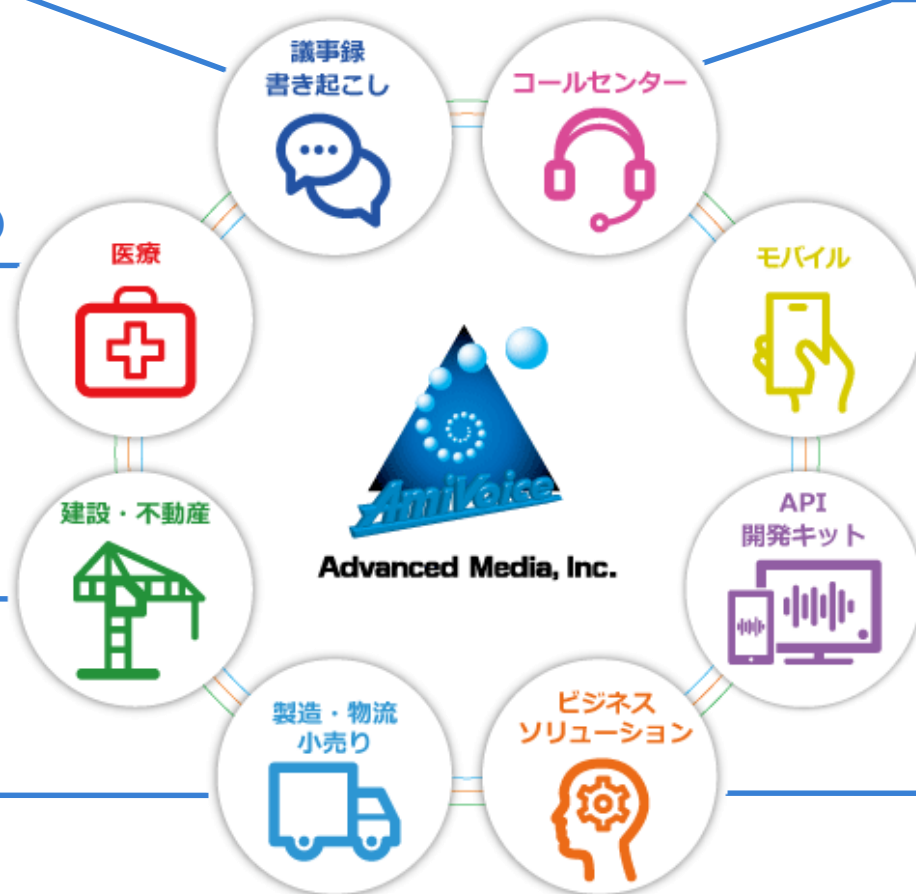 議事録
書き起こし
コールセンター
医療
モバイル
AmiVoice
Advanced Media, Inc.
建設・不動産
API
開発キット
製造・物流
小売り
ビジネス
ソリューション